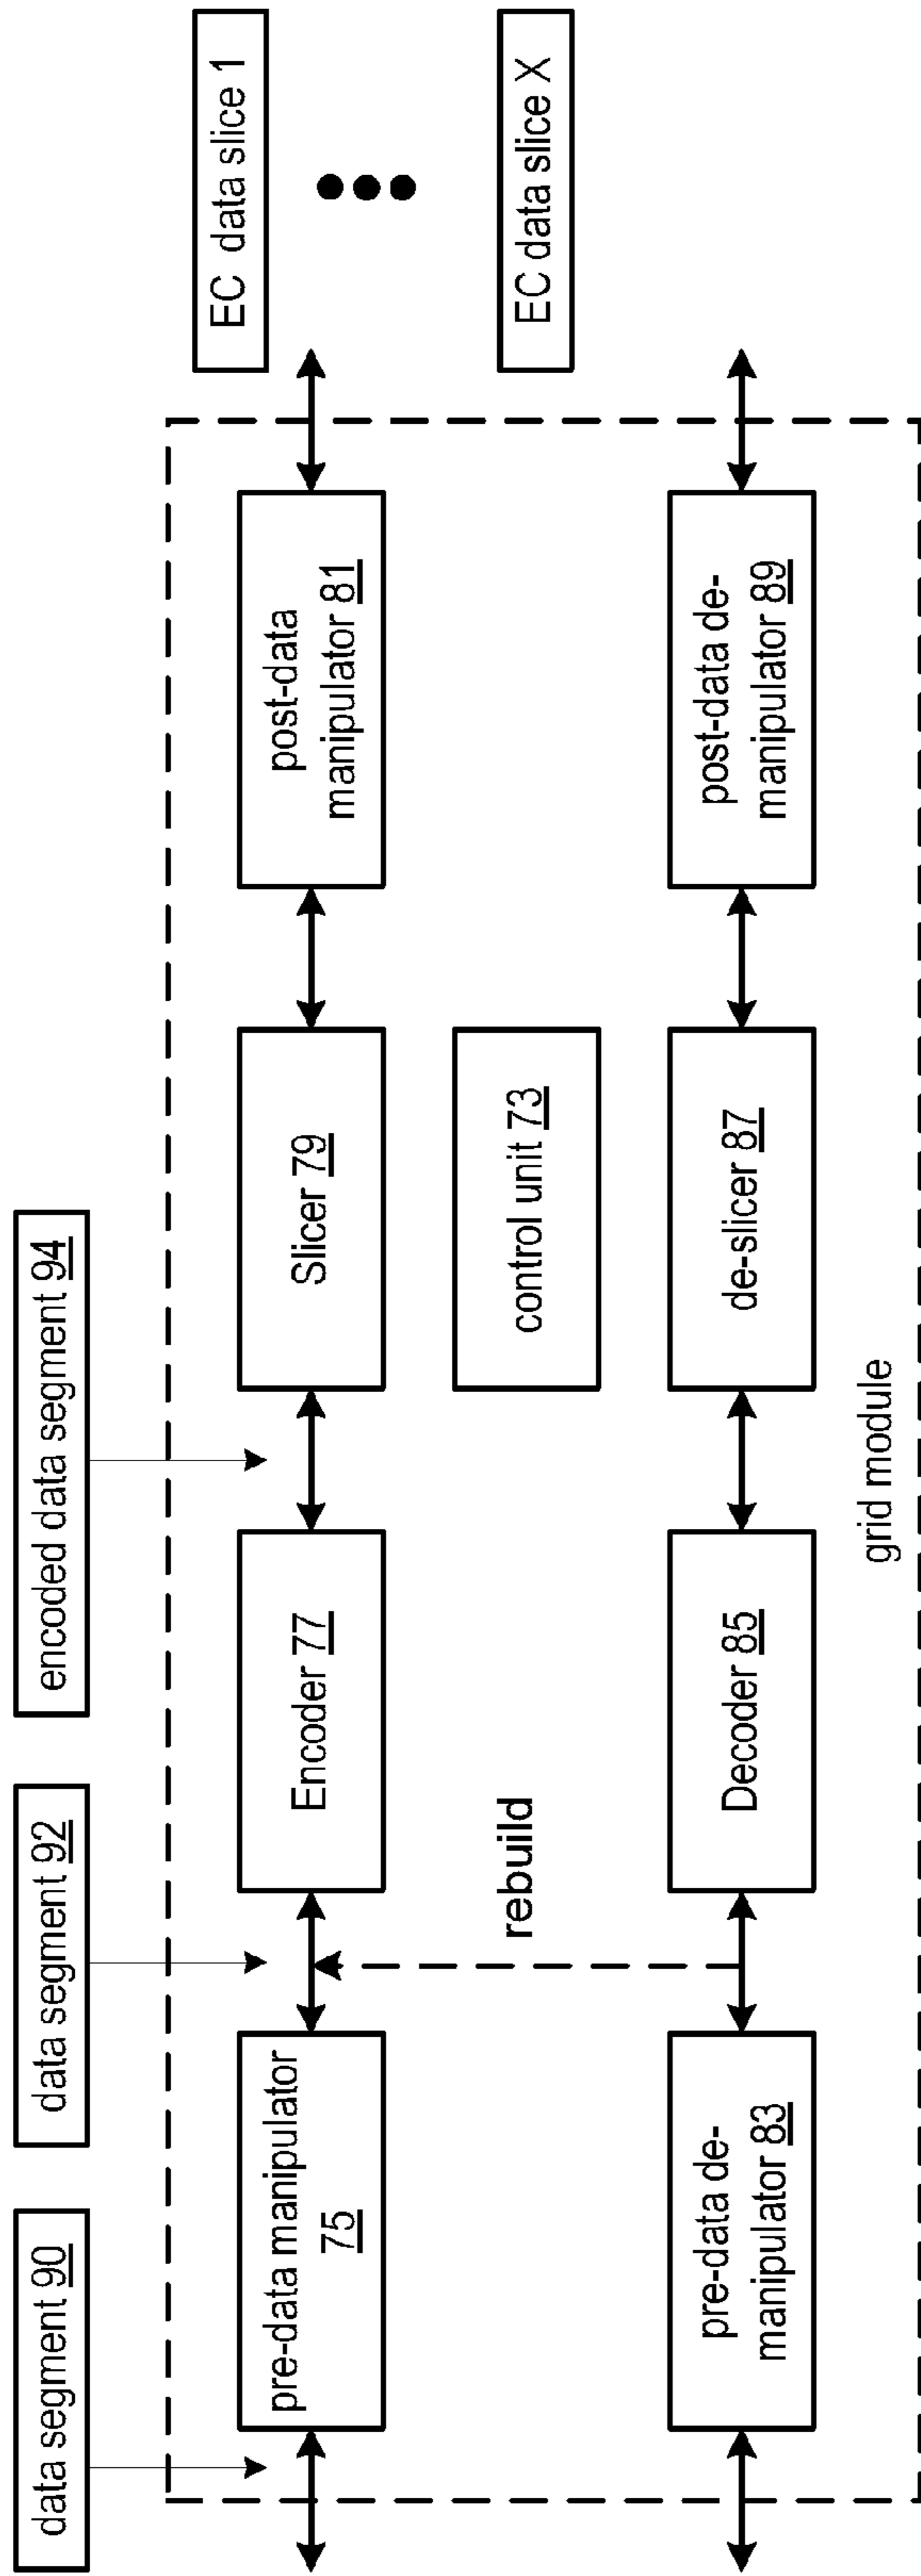 data segment 90
data segment 92
encoded data segment 94
EC data slice 1
pre-data manipulator
75
Encoder 77
Slicer 79
post-data
manipulator 81
EC data slice X
rebuild
control unit 73
pre-data de-
manipulator 83
Decoder 85
de-slicer 87
post-data de-
manipulator 89
grid module